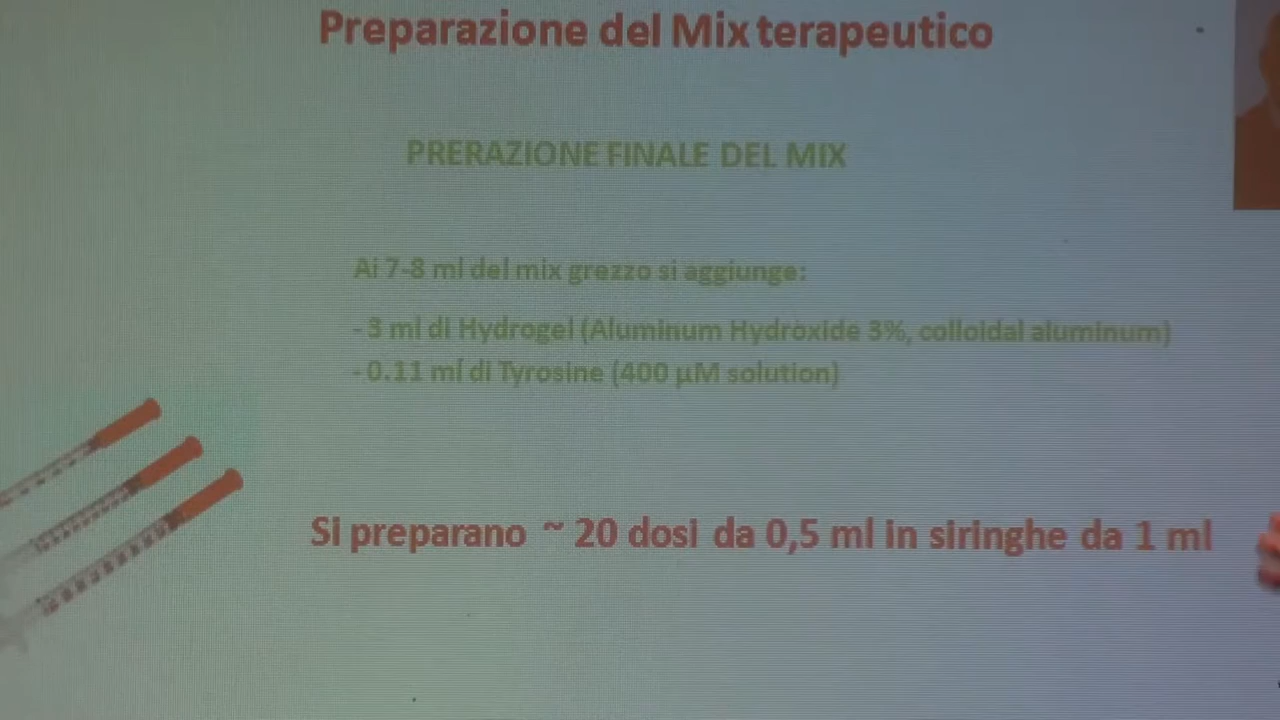 Preparazione del Mix terapeutico
PRERAZIONE FINALE DEL MIX
Ai 7-8 ml del mix grezzo si aggiunge:
- 3 ml di Hydrogel (Aluminum Hydroxide 3%, colloidal aluminum)
- 0.11 ml di Tyrosine (400 µM solution)
Si preparano ~ 20 dosi da 0,5 ml in siringhe da 1 ml